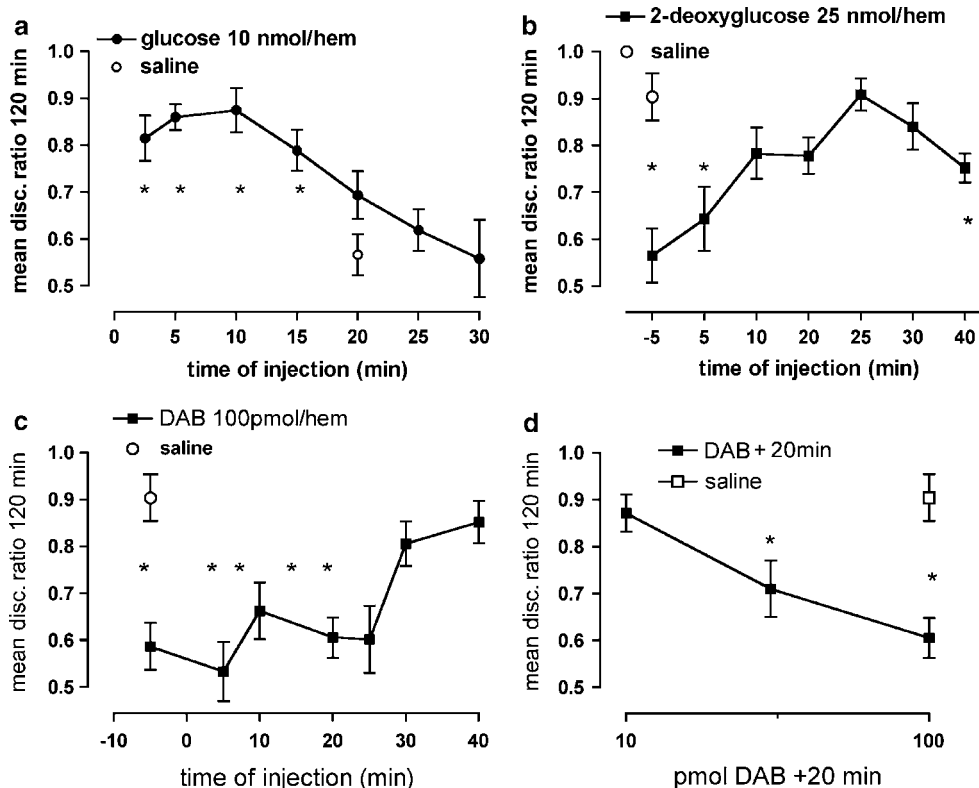 a
glucose 10 nmol/hem
saline
mean disc. ratio 120 min
1.0
0.9
0.8
0.7
0.6
0.5
* * * *
0 5 10 15 20 25 30
time of injection (min)
b
2-deoxyglucose 25 nmol/hem
saline
mean disc. ratio 120 min
1.0
0.9
0.8
0.7
0.6
0.5
* * *
-5 5 10 20 25 30 40
time of injection (min)
c
DAB 100pmol/hem
saline
mean disc. ratio 120 min
1.0
0.9
0.8
0.7
0.6
0.5
* * * * *
-10 0 10 20 30 40
time of injection (min)
d
DAB + 20min
saline
mean disc. ratio 120 min
1.0
0.9
0.8
0.7
0.6
0.5
* *
10 100
pmol DAB +20 min